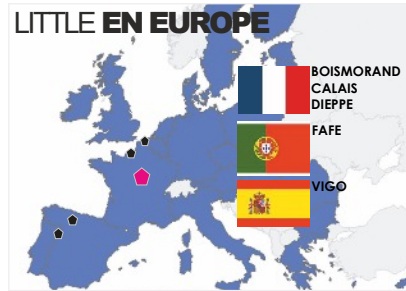 LITTLE EN EUROPE
BOISMORAND
CALAIS
DIEPPE
FAFE
VIGO